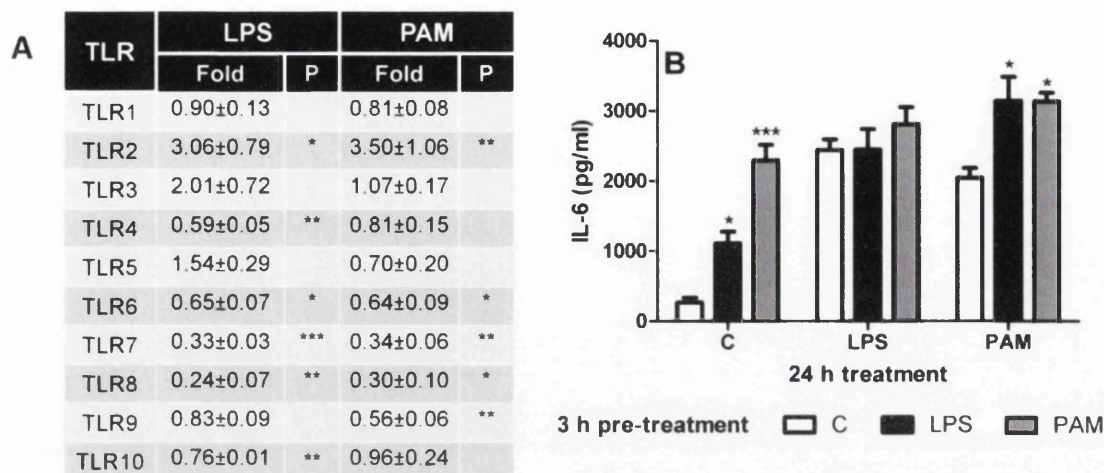 A
TLR LPS PAM
Fold P Fold P
TLR1 0.90±0.13 0.81±0.08
TLR2 3.06±0.79 * 3.50±1.06 **
TLR3 2.01±0.72 1.07±0.17
TLR4 0.59±0.05 ** 0.81±0.15
TLR5 1.54±0.29 0.70±0.20
TLR6 0.65±0.07 * 0.64±0.09 *
TLR7 0.33±0.03 *** 0.34±0.06 **
TLR8 0.24±0.07 ** 0.30±0.10 *
TLR9 0.83±0.09 0.56±0.06 **
TLR10 0.76±0.01 ** 0.96±0.24
B
IL-6 (pg/ml)
4000
3000
2000
1000
0
* *** * *
C LPS PAM
24 h treatment
3 h pre-treatment C LPS PAM